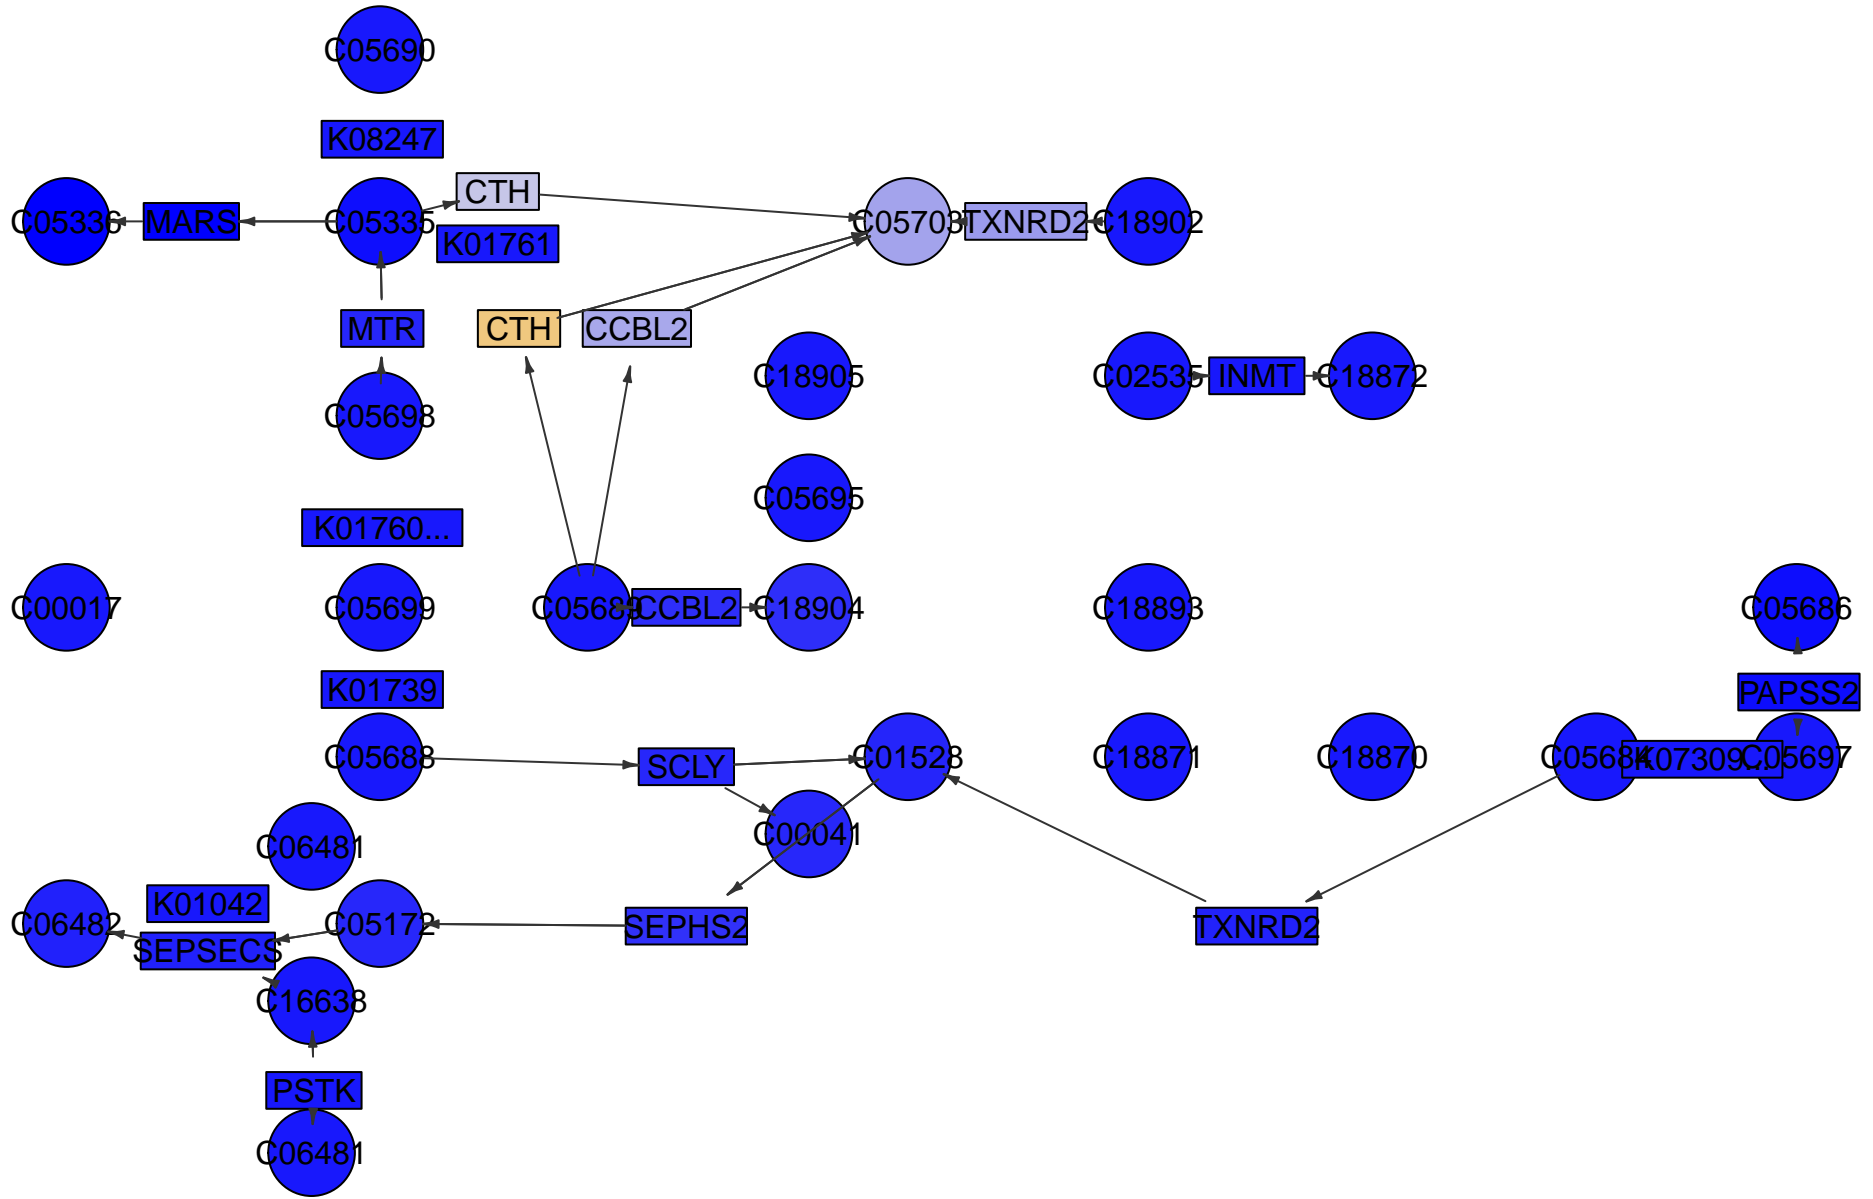 C05690
K08247
CTH
C05336
MARS
C05335
C05703
TXNRD2
C18902
K01761
MTR
CTH
CCBL2
C18905
C02535
INMT
C18872
C05698
C05695
K01760...
C00017
C05699
C05689
CCBL2
C18904
C18893
C05686
K01739
PAPSS2
C05688
SCLY
C01528
C18871
C18870
C05684
K07309...
C05697
C00041
C06481
K01042
C06482
C05172
SEPHS2
TXNRD2
SEPSECS
C16638
PSTK
C06481